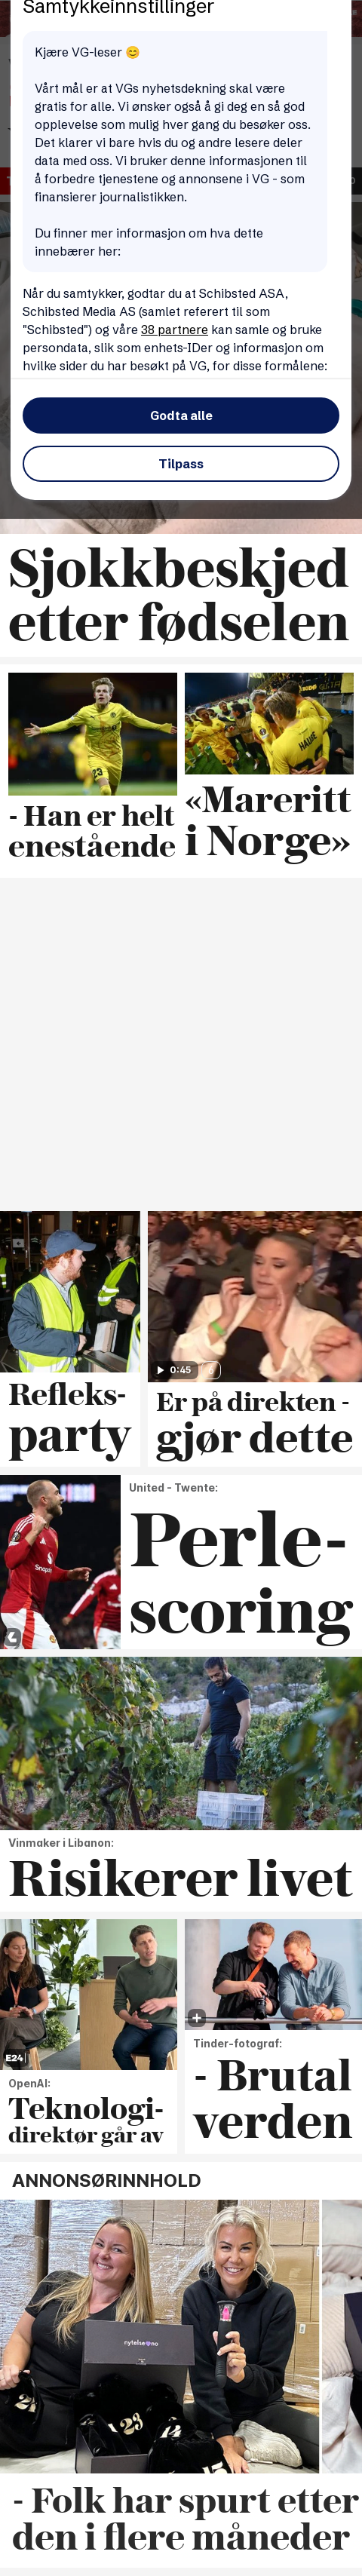 Samtykkeinnstillinger
Kjære VG-leser 😊
Vårt mål er at VGs nyhetsdekning skal være
gratis for alle. Vi ønsker også å gi deg en så god
opplevelse som mulig hver gang du besøker oss.
Det klarer vi bare hvis du og andre lesere deler
data med oss. Vi bruker denne informasjonen til
å forbedre tjenestene og annonsene i VG - som
finansierer journalistikken.
Du finner mer informasjon om hva dette
innebærer her:
Når du samtykker, godtar du at Schibsted ASA,
Schibsted Media AS (samlet referert til som
"Schibsted") og våre 38 partnere kan samle og bruke
persondata, slik som enhets-IDer og informasjon om
hvilke sider du har besøkt på VG, for disse formålene:
Godta alle
Tilpass
Sjokkbeskjed
etter fødselen
- Han er helt
enestående
«Mareritt
i Norge»
0:45
Refleks-
party
Er på direkten -
gjør dette
United - Twente:
Perle-
scoring
Vinmaker i Libanon:
Risikerer livet
E24
OpenAI:
Teknologi-
direktør går av
Tinder-fotograf:
- Brutal
verden
ANNONSØRINNHOLD
nytelse.no
23
- Folk har spurt etter
den i flere måneder